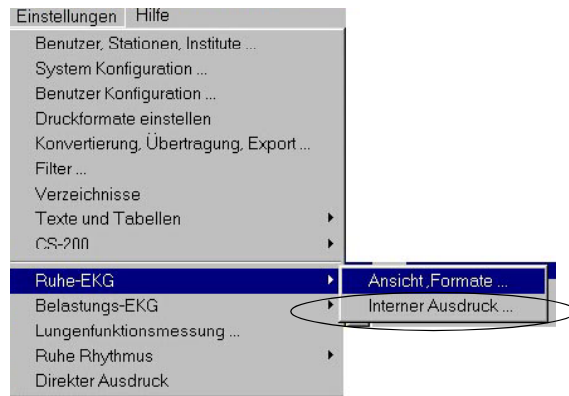 Einstellungen Hilfe
Benutzer, Stationen, Institute ...
System Konfiguration ...
Benutzer Konfiguration ...
Druckformate einstellen
Konvertierung, Übertragung, Export ...
Filter ...
Verzeichnisse
Texte und Tabellen
CS-200
Ruhe-EKG
Ansicht ,Formate ...
Belastungs-EKG
Interner Ausdruck ...
Lungenfunktionsmessung ...
Ruhe Rhythmus
Direkter Ausdruck